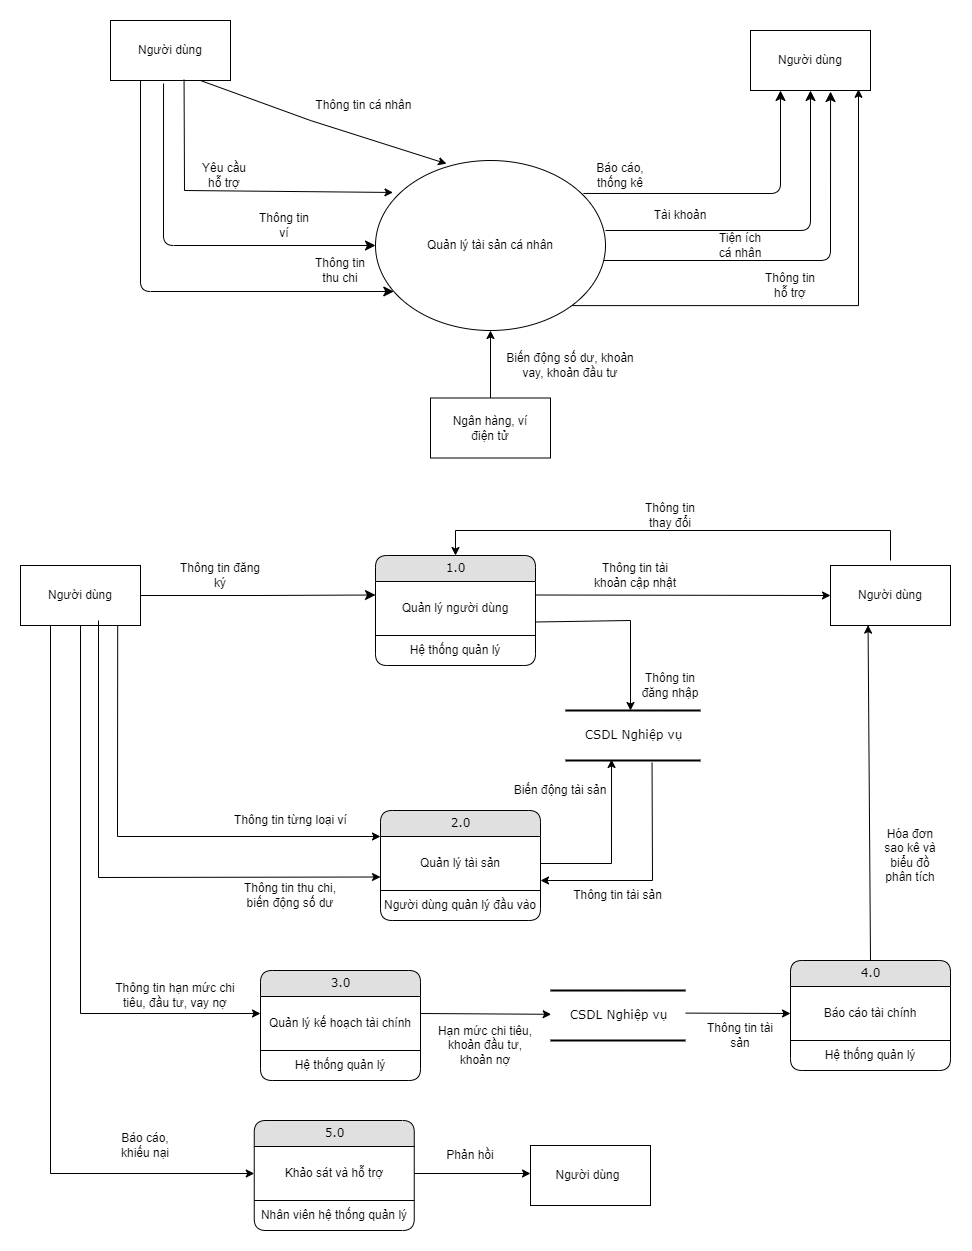 Người dùng
Người dùng
Thông tin cá nhân
Yêu cầu
hỗ trợ
Báo cáo,
thống kê
Thông tin
ví
Tài khoản
Quản lý tài sản cá nhân
Tiện ích
cá nhân
Thông tin
thu chi
Thông tin
hỗ trợ
Biến động số dư, khoản
vay, khoản đầu tư
Ngân hàng, ví
điện tử
Thông tin
thay đổi
Người dùng
Thông tin đăng
ký
1.0
Quản lý người dùng
Hệ thống quản lý
Thông tin tài
khoản cập nhật
Người dùng
Thông tin
đăng nhập
CSDL Nghiệp vụ
Biến động tài sản
Thông tin từng loại ví
2.0
Quản lý tài sản
Người dùng quản lý đầu vào
Thông tin thu chi,
biến động số dư
Thông tin tài sản
Hóa đơn
sao kê và
biểu đồ
phân tích
Thông tin hạn mức chi
tiêu, đầu tư, vay nợ
3.0
Quản lý kế hoạch tài chính
Hệ thống quản lý
Hạn mức chi tiêu,
khoản đầu tư,
khoản nợ
CSDL Nghiệp vụ
Thông tin tài
sản
4.0
Báo cáo tài chính
Hệ thống quản lý
Báo cáo,
khiếu nại
5.0
Khảo sát và hỗ trợ
Nhân viên hệ thống quản lý
Phản hồi
Người dùng